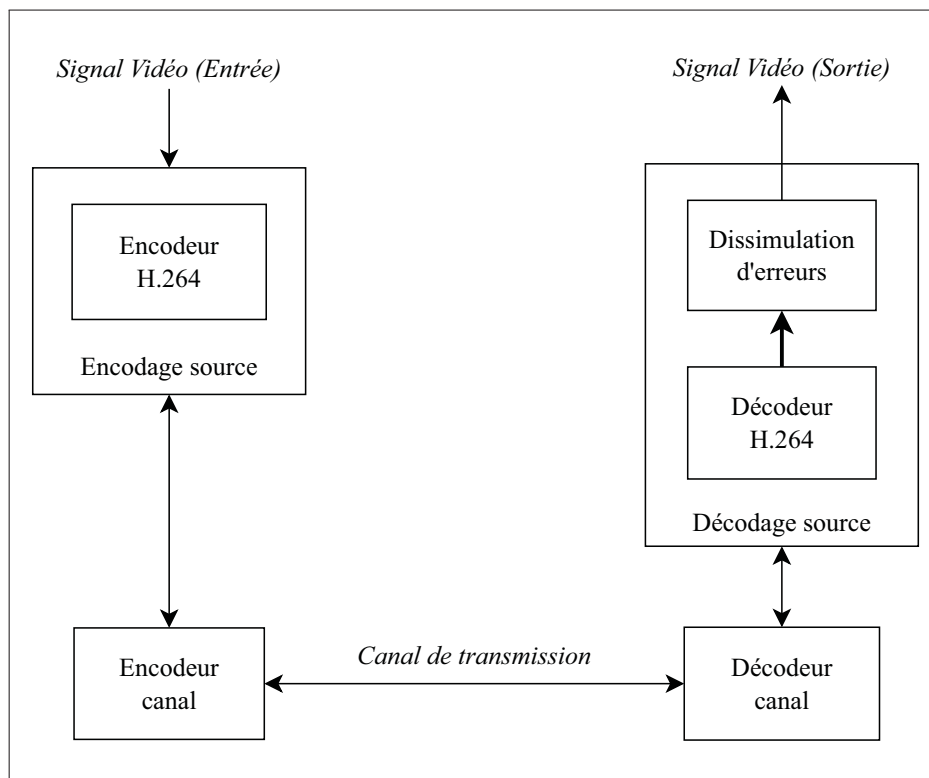 Signal Vidéo (Entrée)
Encodeur
H.264
Encodage source
Encodeur
canal
Canal de transmission
Signal Vidéo (Sortie)
Dissimulation
d'erreurs
Décodeur
H.264
Décodage source
Décodeur
canal